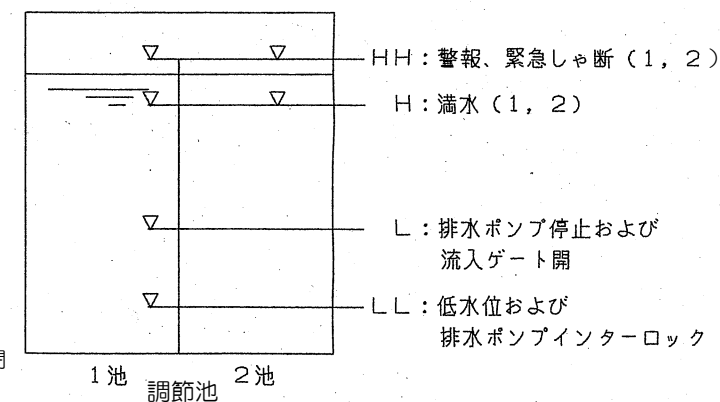 HH：警報、緊急しゃ断（1，2）
H：満水（1，2）
L：排水ポンプ停止および
流入ゲート開
LL：低水位および
排水ポンプインターロック
1池
2池
調節池